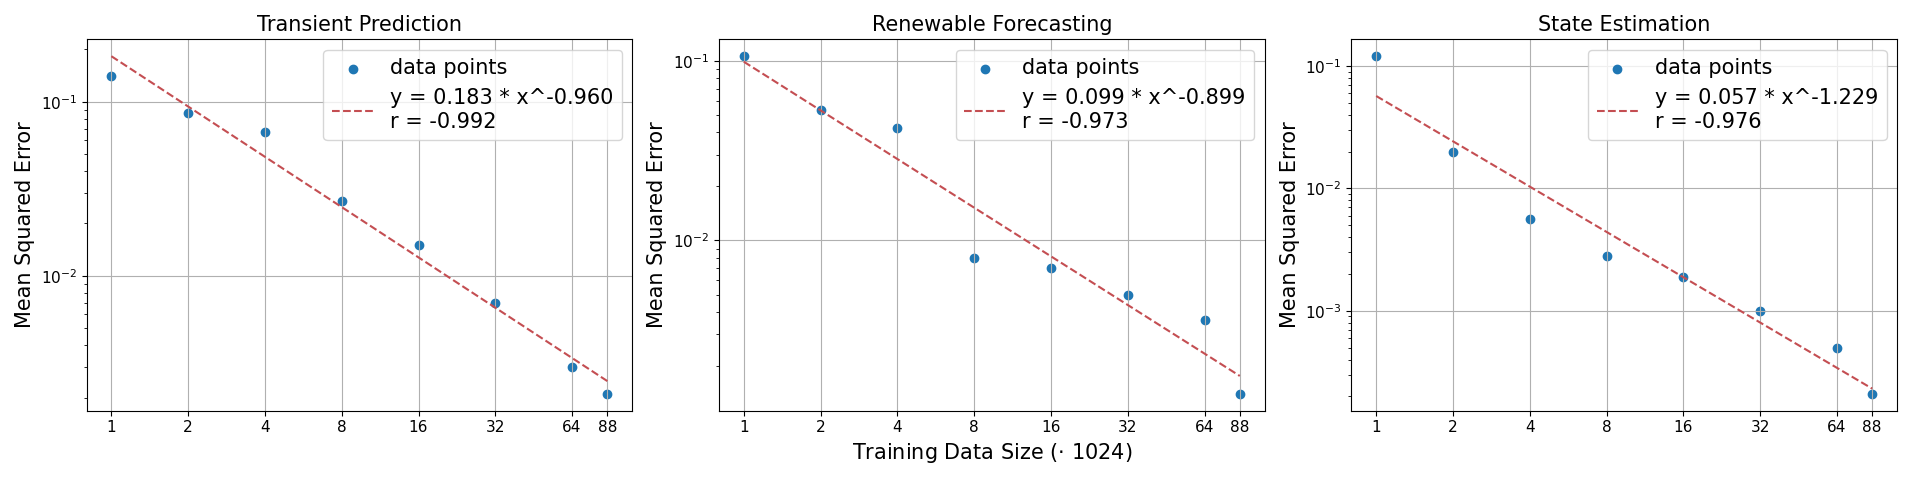 Transient Prediction
Mean Squared Error
10⁻¹
10⁻²
data points
y = 0.183 * x^-0.960
r = -0.992
1 2 4 8 16 32 64 88
Renewable Forecasting
Mean Squared Error
10⁻¹
10⁻²
data points
y = 0.099 * x^-0.899
r = -0.973
1 2 4 8 16 32 64 88
Training Data Size (· 1024)
State Estimation
Mean Squared Error
10⁻¹
10⁻²
10⁻³
data points
y = 0.057 * x^-1.229
r = -0.976
1 2 4 8 16 32 64 88